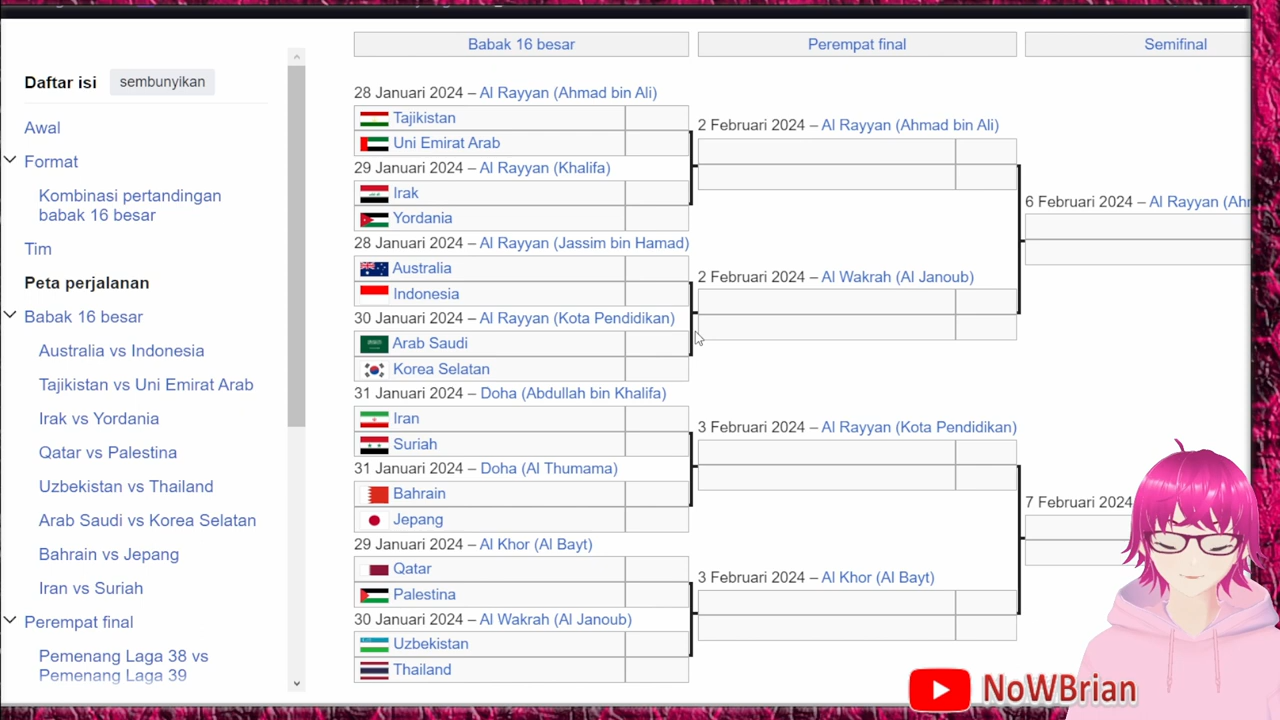 Daftar isi
sembunyikan
Awal
Format
Kombinasi pertandingan
babak 16 besar
Tim
Peta perjalanan
Babak 16 besar
Australia vs Indonesia
Tajikistan vs Uni Emirat Arab
Irak vs Yordania
Qatar vs Palestina
Uzbekistan vs Thailand
Arab Saudi vs Korea Selatan
Bahrain vs Jepang
Iran vs Suriah
Perempat final
Pemenang Laga 38 vs
Pemenang Laga 39
Babak 16 besar
28 Januari 2024 – Al Rayyan (Ahmad bin Ali)
Tajikistan
Uni Emirat Arab
29 Januari 2024 – Al Rayyan (Khalifa)
Irak
Yordania
28 Januari 2024 – Al Rayyan (Jassim bin Hamad)
Australia
Indonesia
30 Januari 2024 – Al Rayyan (Kota Pendidikan)
Arab Saudi
Korea Selatan
31 Januari 2024 – Doha (Abdullah bin Khalifa)
Iran
Suriah
31 Januari 2024 – Doha (Al Thumama)
Bahrain
Jepang
29 Januari 2024 – Al Khor (Al Bayt)
Qatar
Palestina
30 Januari 2024 – Al Wakrah (Al Janoub)
Uzbekistan
Thailand
Perempat final
2 Februari 2024 – Al Rayyan (Ahmad bin Ali)
2 Februari 2024 – Al Wakrah (Al Janoub)
3 Februari 2024 – Al Rayyan (Kota Pendidikan)
3 Februari 2024 – Al Khor (Al Bayt)
Semifinal
6 Februari 2024 – Al Rayyan
7 Februari 2024
NoWBrian